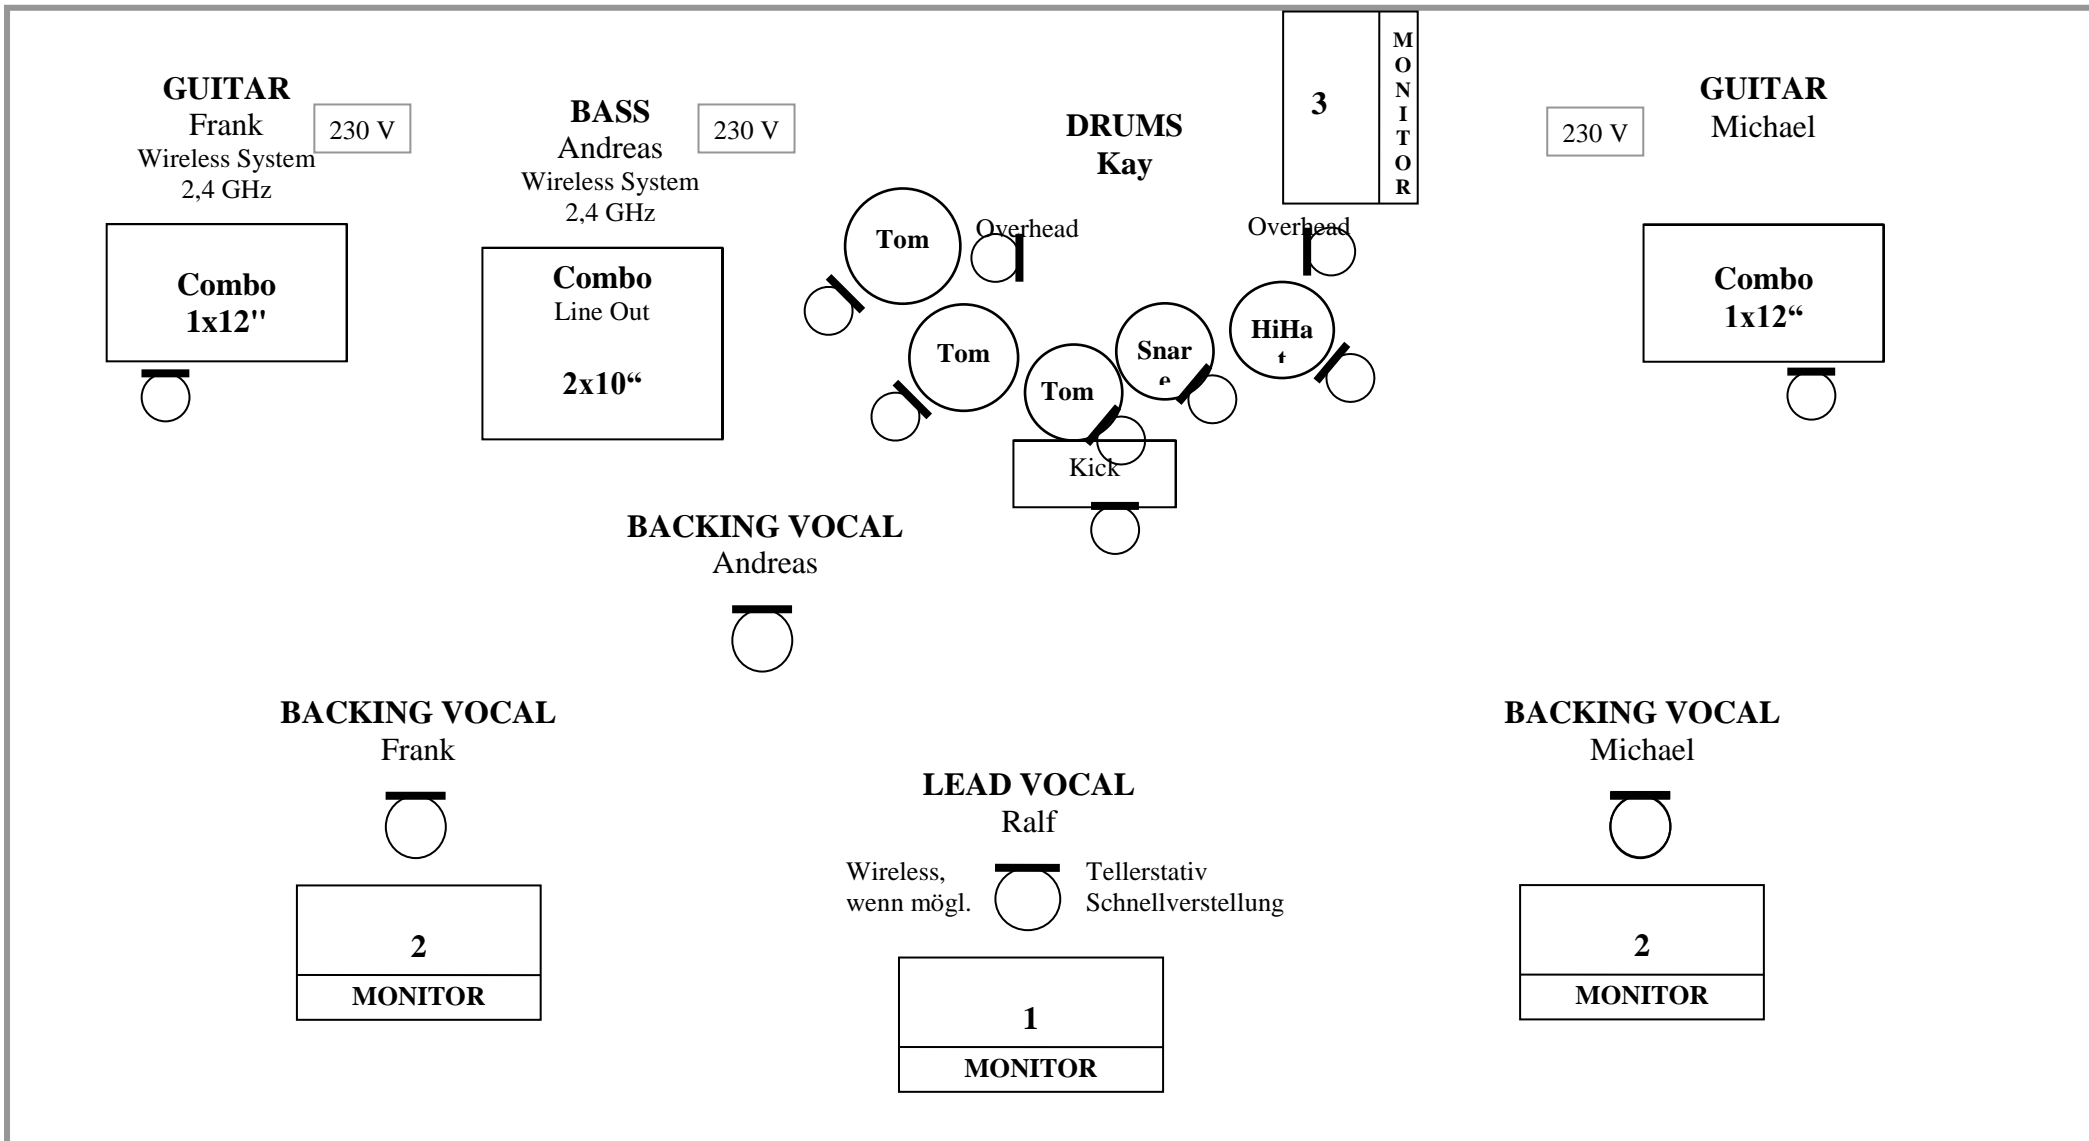 GUITAR
Frank
Wireless System
2,4 GHz
230 V
Combo
1x12"
BASS
Andreas
Wireless System
2,4 GHz
230 V
Combo
Line Out
2x10“
DRUMS
Kay
3
MONITOR
Tom
Overhead
Overhead
Tom
Tom
Snar
e
HiHa
t
Kick
230 V
GUITAR
Michael
Combo
1x12“
BACKING VOCAL
Andreas
BACKING VOCAL
Frank
2
MONITOR
LEAD VOCAL
Ralf
Wireless,
wenn mögl.
Tellerstativ
Schnellverstellung
1
MONITOR
BACKING VOCAL
Michael
2
MONITOR